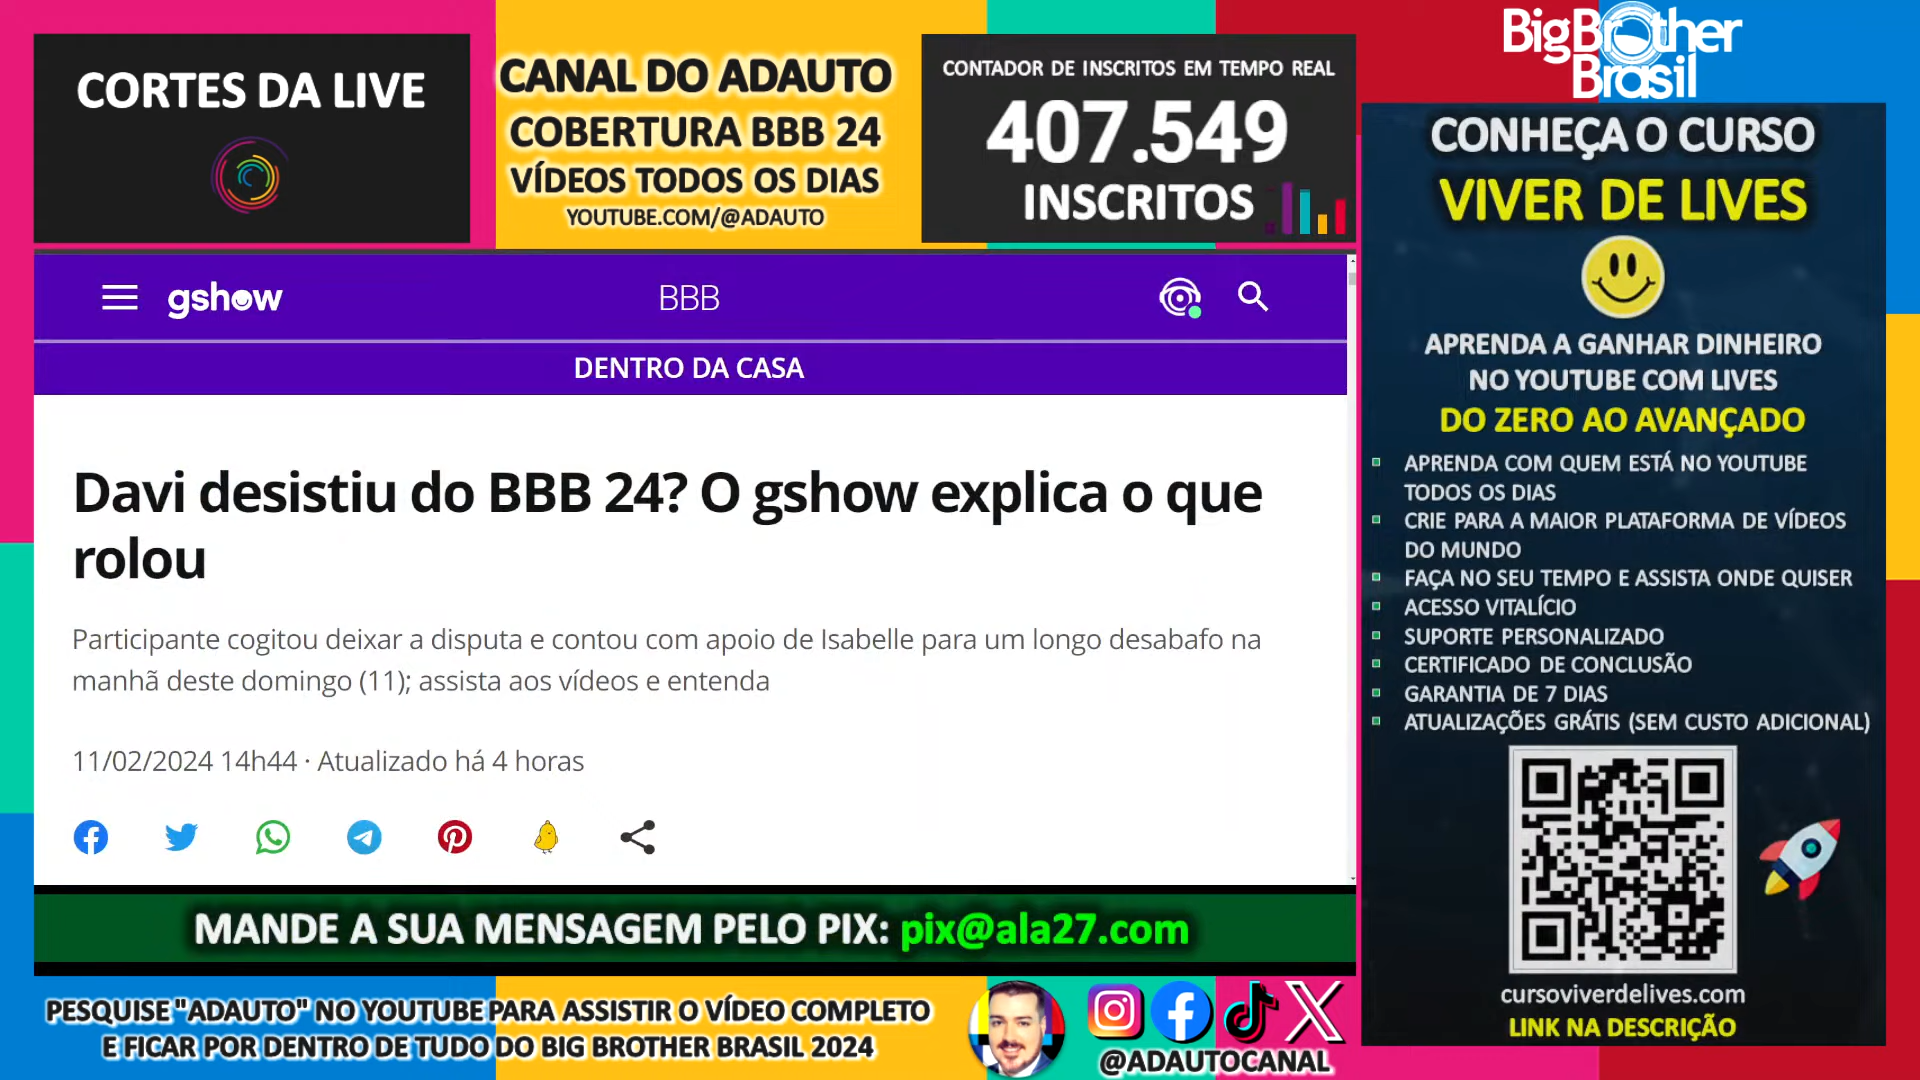 CORTES DA LIVE
CANAL DO ADAUTO
COBERTURA BBB 24
VÍDEOS TODOS OS DIAS
YOUTUBE.COM/@ADAUTO
CONTADOR DE INSCRITOS EM TEMPO REAL
407.549
INSCRITOS
Big Brother
Brasil
gshow
BBB
DENTRO DA CASA
Davi desistiu do BBB 24? O gshow explica o que
rolou
Participante cogitou deixar a disputa e contou com apoio de Isabelle para um longo desabafo na
manhã deste domingo (11); assista aos vídeos e entenda
11/02/2024 14h44 · Atualizado há 4 horas
MANDE A SUA MENSAGEM PELO PIX: pix@ala27.com
PESQUISE "ADAUTO" NO YOUTUBE PARA ASSISTIR O VÍDEO COMPLETO
E FICAR POR DENTRO DE TUDO DO BIG BROTHER BRASIL 2024
@ADAUTOCANAL
CONHEÇA O CURSO
VIVER DE LIVES
APRENDA A GANHAR DINHEIRO
NO YOUTUBE COM LIVES
DO ZERO AO AVANÇADO
APRENDA COM QUEM ESTÁ NO YOUTUBE
TODOS OS DIAS
CRIE PARA A MAIOR PLATAFORMA DE VÍDEOS
DO MUNDO
FAÇA NO SEU TEMPO E ASSISTA ONDE QUISER
ACESSO VITALÍCIO
SUPORTE PERSONALIZADO
CERTIFICADO DE CONCLUSÃO
GARANTIA DE 7 DIAS
ATUALIZAÇÕES GRÁTIS (SEM CUSTO ADICIONAL)
cursoviverdelives.com
LINK NA DESCRIÇÃO